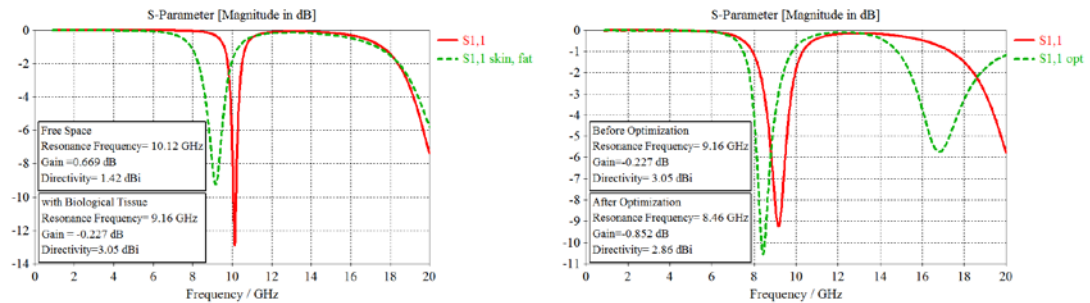 S-Parameter [Magnitude in dB]
0
-2
-4
-6
-8
-10
-12
-14
0 2 4 6 8 10 12 14 16 18 20
Frequency / GHz
S1,1
S1,1 skin, fat
Free Space
Resonance Frequency= 10.12 GHz
Gain =0.669 dB
Directivity= 1.42 dBi
with Biological Tissue
Resonance Frequency= 9.16 GHz
Gain = -0.227 dB
Directivity=3.05 dBi
S-Parameter [Magnitude in dB]
0
-1
-2
-3
-4
-5
-6
-7
-8
-9
-10
-11
0 2 4 6 8 10 12 14 16 18 20
Frequency / GHz
S1,1
S1,1 opt
Before Optimization
Resonance Frequency= 9.16 GHz
Gain=-0.227 dB
Directivity= 3.05 dBi
After Optimization
Resonance Frequency= 8.46 GHz
Gain=-0.852 dB
Directivity= 2.86 dBi